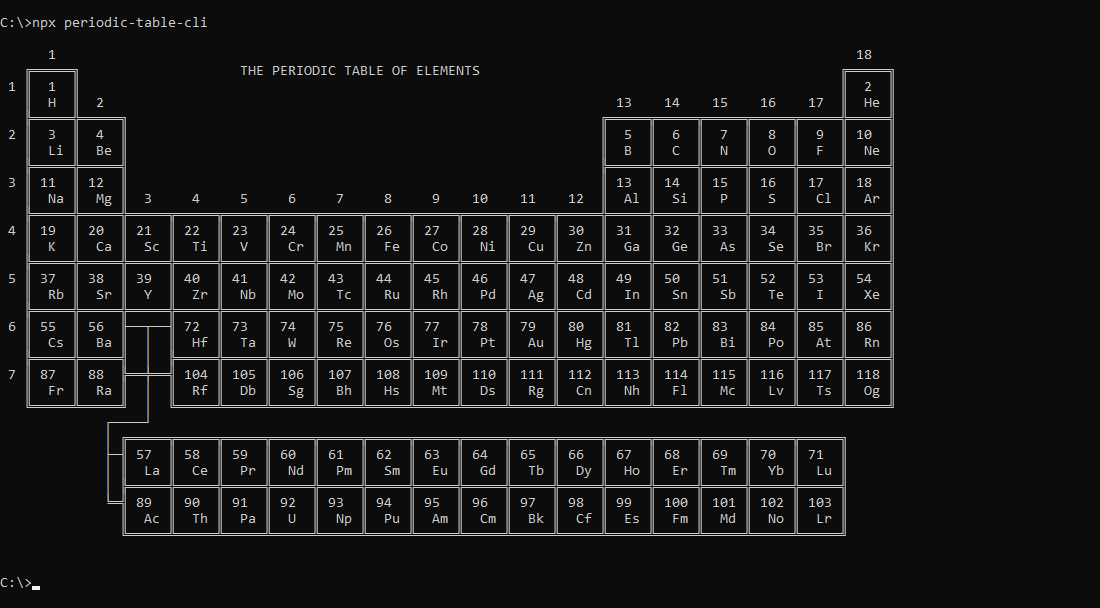 C:\>npx periodic-table-cli
1 18
THE PERIODIC TABLE OF ELEMENTS
1 1 2
H 2 13 14 15 16 17 He
2 3 4 5 6 7 8 9 10
Li Be B C N O F Ne
3 11 12 13 14 15 16 17 18
Na Mg 3 4 5 6 7 8 9 10 11 12 Al Si P S Cl Ar
4 19 20 21 22 23 24 25 26 27 28 29 30 31 32 33 34 35 36
K Ca Sc Ti V Cr Mn Fe Co Ni Cu Zn Ga Ge As Se Br Kr
5 37 38 39 40 41 42 43 44 45 46 47 48 49 50 51 52 53 54
Rb Sr Y Zr Nb Mo Tc Ru Rh Pd Ag Cd In Sn Sb Te I Xe
6 55 56 72 73 74 75 76 77 78 79 80 81 82 83 84 85 86
Cs Ba Hf Ta W Re Os Ir Pt Au Hg Tl Pb Bi Po At Rn
7 87 88 104 105 106 107 108 109 110 111 112 113 114 115 116 117 118
Fr Ra Rf Db Sg Bh Hs Mt Ds Rg Cn Nh Fl Mc Lv Ts Og
57 58 59 60 61 62 63 64 65 66 67 68 69 70 71
La Ce Pr Nd Pm Sm Eu Gd Tb Dy Ho Er Tm Yb Lu
89 90 91 92 93 94 95 96 97 98 99 100 101 102 103
Ac Th Pa U Np Pu Am Cm Bk Cf Es Fm Md No Lr
C:\>